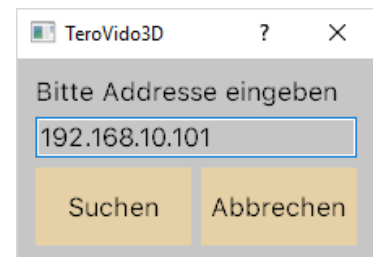 TeroVido3D ?
Bitte Addresse eingeben
192.168.10.101
Suchen Abbrechen